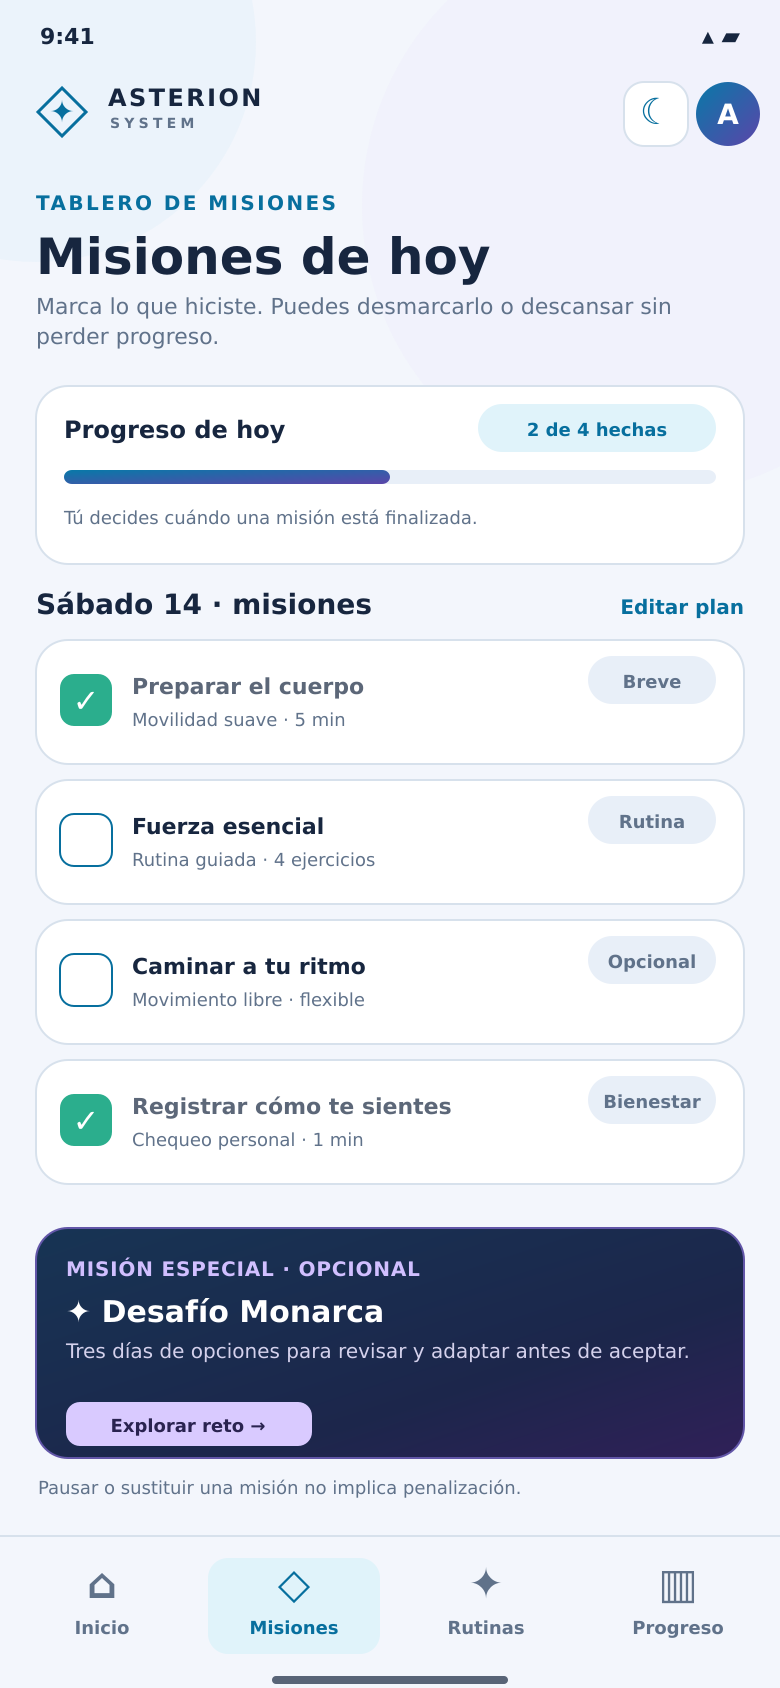 9:41
ASTERION
SYSTEM
A
TABLERO DE MISIONES
Misiones de hoy
Marca lo que hiciste. Puedes desmarcarlo o descansar sin
perder progreso.
Progreso de hoy
2 de 4 hechas
Tú decides cuándo una misión está finalizada.
Sábado 14 · misiones
Editar plan
Preparar el cuerpo
Breve
Movilidad suave · 5 min
Fuerza esencial
Rutina
Rutina guiada · 4 ejercicios
Caminar a tu ritmo
Opcional
Movimiento libre · flexible
Registrar cómo te sientes
Bienestar
Chequeo personal · 1 min
MISIÓN ESPECIAL · OPCIONAL
✦ Desafío Monarca
Tres días de opciones para revisar y adaptar antes de aceptar.
Explorar reto →
Pausar o sustituir una misión no implica penalización.
Inicio
Misiones
Rutinas
Progreso